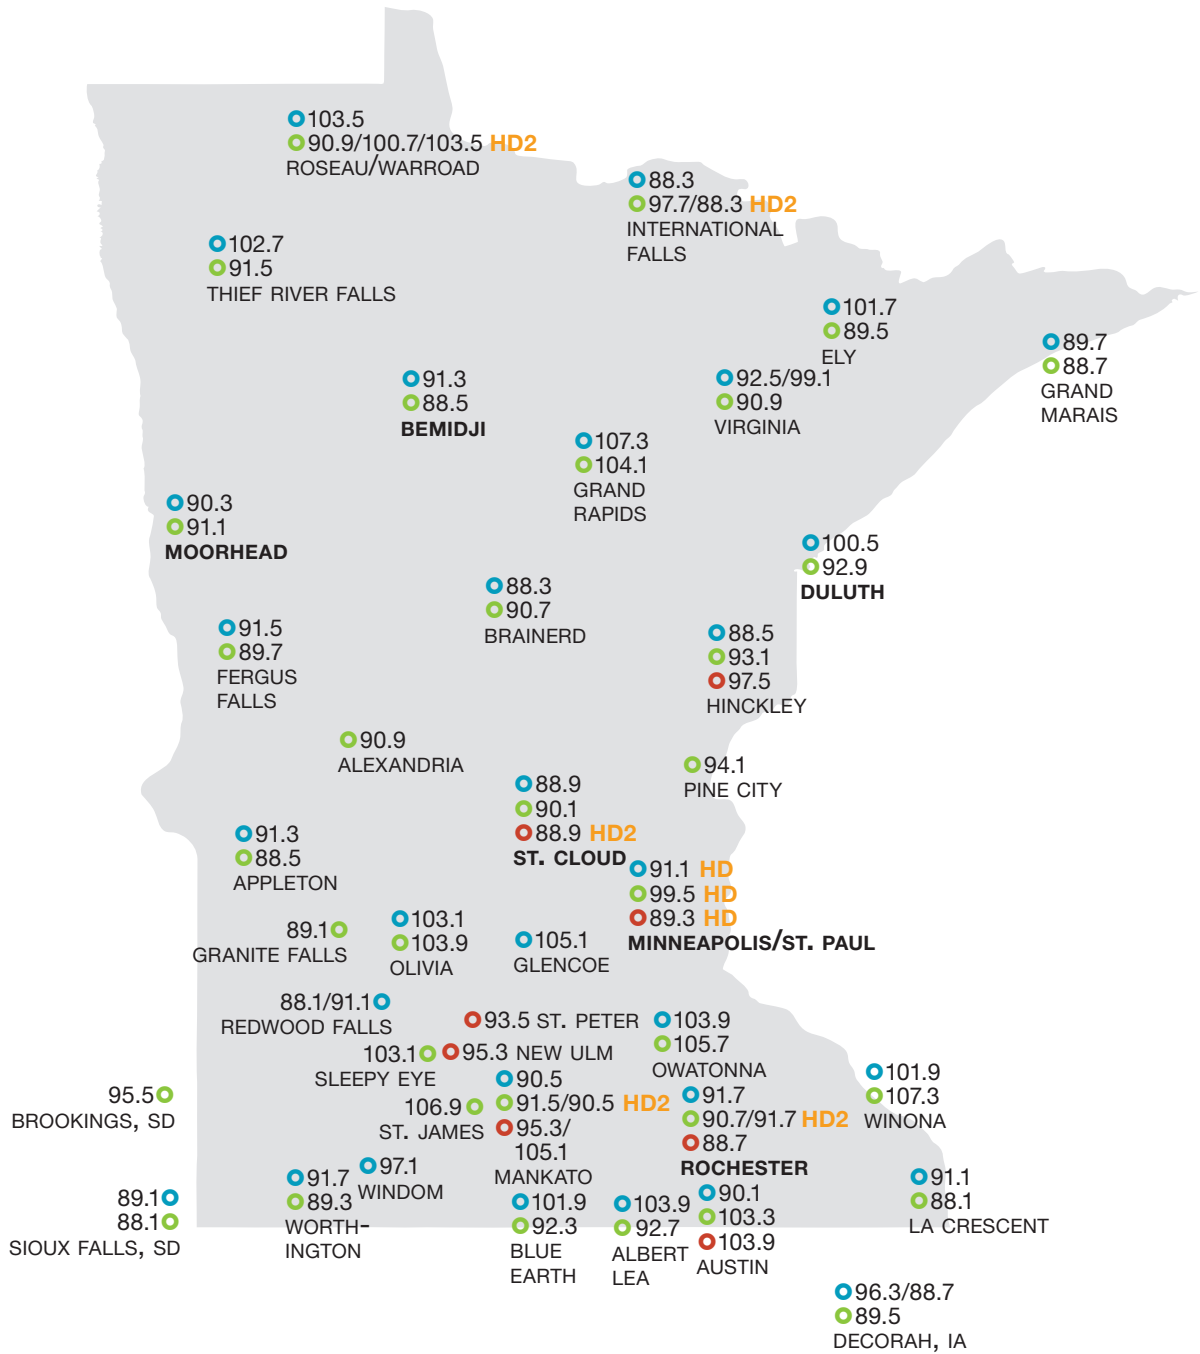 103.5
90.9/100.7/103.5 HD2
ROSEAU/WARROAD
88.3
97.7/88.3 HD2
INTERNATIONAL
FALLS
102.7
91.5
THIEF RIVER FALLS
101.7
89.5
ELY
89.7
88.7
GRAND
MARAIS
91.3
88.5
BEMIDJI
92.5/99.1
90.9
VIRGINIA
107.3
104.1
GRAND
RAPIDS
90.3
91.1
MOORHEAD
100.5
92.9
DULUTH
88.3
90.7
BRAINERD
91.5
89.7
FERGUS
FALLS
88.5
93.1
97.5
HINCKLEY
90.9
ALEXANDRIA
94.1
PINE CITY
88.9
90.1
88.9 HD2
ST. CLOUD
91.3
88.5
APPLETON
91.1 HD
99.5 HD
89.3 HD
MINNEAPOLIS/ST. PAUL
89.1
GRANITE FALLS
103.1
103.9
OLIVIA
105.1
GLENCOE
88.1/91.1
REDWOOD FALLS
93.5 ST. PETER
103.9
105.7
OWATONNA
103.1
SLEEPY EYE
95.3 NEW ULM
101.9
107.3
WINONA
95.5
BROOKINGS, SD
106.9
ST. JAMES
90.5
91.5/90.5 HD2
95.3/
105.1
MANKATO
91.7
90.7/91.7 HD2
88.7
ROCHESTER
97.1
WINDOM
91.7
89.3
WORTH-
INGTON
89.1
88.1
SIOUX FALLS, SD
101.9
92.3
BLUE
EARTH
103.9
92.7
ALBERT
LEA
90.1
103.3
103.9
AUSTIN
91.1
88.1
LA CRESCENT
96.3/88.7
89.5
DECORAH, IA